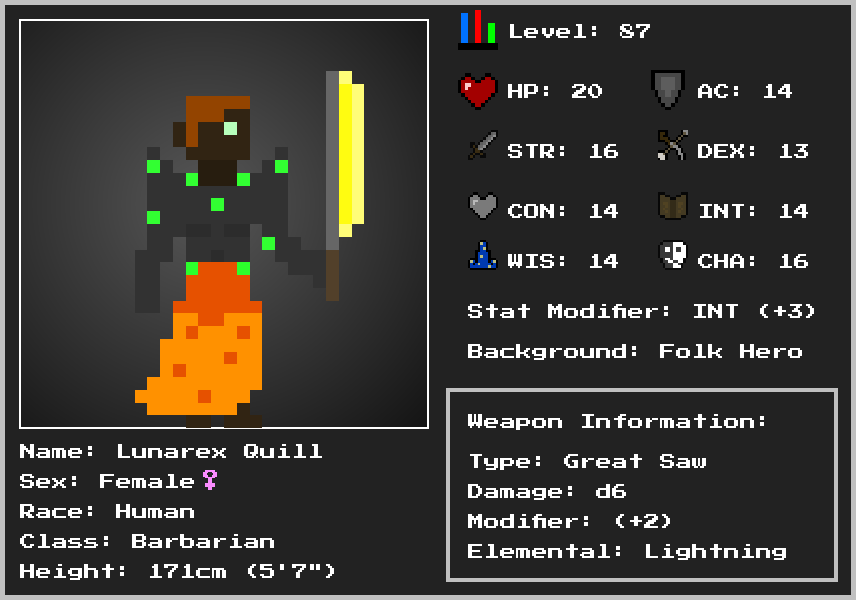 Level: 87
HP: 20
AC: 14
STR: 16
DEX: 13
CON: 14
INT: 14
WIS: 14
CHA: 16
Stat Modifier: INT (+3)
Background: Folk Hero
Name: Lunarex Quill
Sex: Female♀
Race: Human
Class: Barbarian
Height: 171cm (5'7")
Weapon Information:
Type: Great Saw
Damage: d6
Modifier: (+2)
Elemental: Lightning